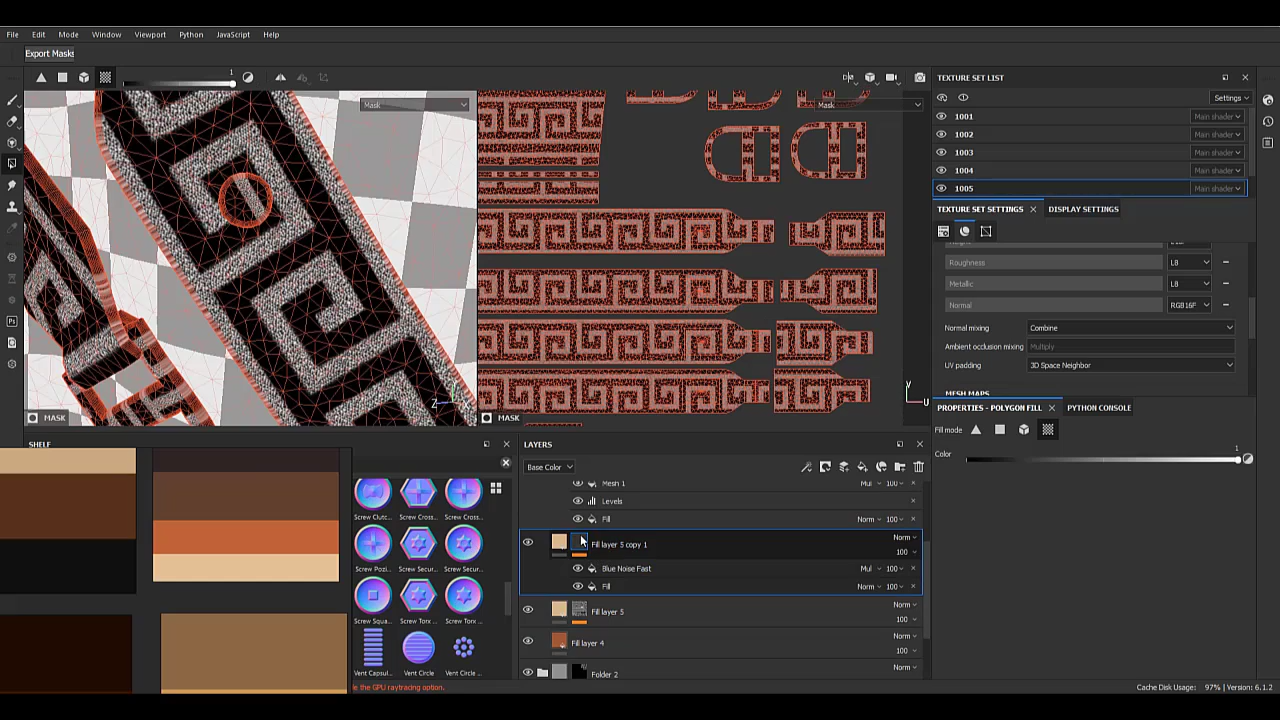 File Edit Mode Window Viewport Python JavaScript Help
Export Masks
1
Mask
Mask
Z
MASK
Y
U
MASK
TEXTURE SET LIST
Settings
1001 Main shader
1002 Main shader
1003 Main shader
1004 Main shader
1005 Main shader
TEXTURE SET SETTINGS DISPLAY SETTINGS
Roughness L8
Metallic L8
Normal RGB16F
Normal mixing Combine
Ambient occlusion mixing Multiply
UV padding 3D Space Neighbor
MESH MAPS
PROPERTIES - POLYGON FILL PYTHON CONSOLE
Fill mode
Color 1
SHELF
Screw Clutc... Screw Cross... Screw Cross...
Screw Pozi... Screw Secur... Screw Secur...
Screw Squa... Screw Torx ... Screw Torx ...
Vent Capsul... Vent Circle Vent Circle ...
LAYERS
Base Color
Mesh 1 Mul 100
Levels
Fill Norm 100
Fill layer 5 copy 1 Norm
100
Blue Noise Fast Mul 100
Fill Norm 100
Fill layer 5 Norm
100
Fill layer 4 Norm
100
Folder 2 Norm
the GPU raytracing option.
Cache Disk Usage: 97% | Version: 6.1.2